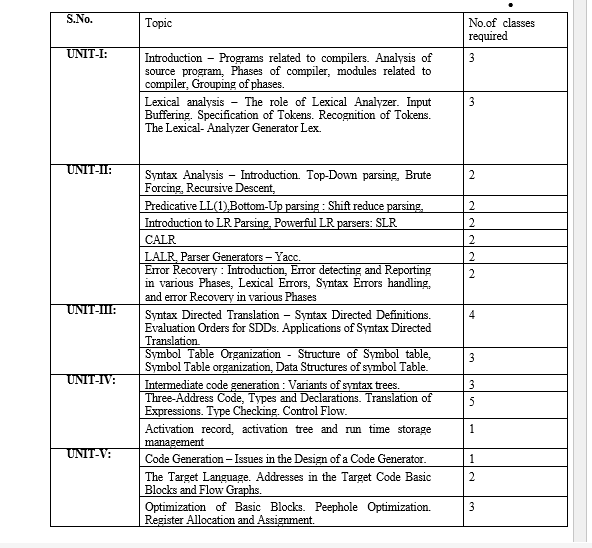 S.No.
Topic
No.of classes
required
UNIT-I:
Introduction – Programs related to compilers. Analysis of
source program, Phases of compiler, modules related to
compiler, Grouping of phases.
3
Lexical analysis – The role of Lexical Analyzer. Input
Buffering. Specification of Tokens. Recognition of Tokens.
The Lexical- Analyzer Generator Lex.
3
UNIT-II:
Syntax Analysis – Introduction. Top-Down parsing, Brute
Forcing, Recursive Descent,
2
Predicative LL(1),Bottom-Up parsing : Shift reduce parsing,
2
Introduction to LR Parsing, Powerful LR parsers: SLR
2
CALR
2
LALR, Parser Generators – Yacc.
2
Error Recovery : Introduction, Error detecting and Reporting
in various Phases, Lexical Errors, Syntax Errors handling,
and error Recovery in various Phases
2
UNIT-III:
Syntax Directed Translation – Syntax Directed Definitions.
Evaluation Orders for SDDs. Applications of Syntax Directed
Translation.
4
Symbol Table Organization - Structure of Symbol table,
Symbol Table organization, Data Structures of symbol Table.
3
UNIT-IV:
Intermediate code generation : Variants of syntax trees.
3
Three-Address Code, Types and Declarations. Translation of
Expressions. Type Checking. Control Flow.
5
Activation record, activation tree and run time storage
management
1
UNIT-V:
Code Generation – Issues in the Design of a Code Generator.
1
The Target Language. Addresses in the Target Code Basic
Blocks and Flow Graphs.
2
Optimization of Basic Blocks. Peephole Optimization.
Register Allocation and Assignment.
3